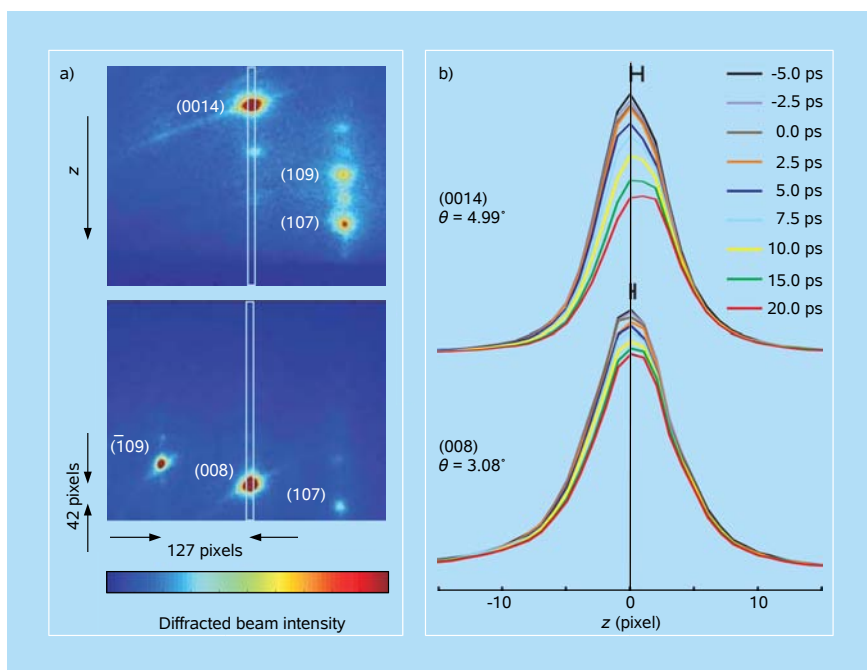 a)
(0014)
z
(109)
(107)
(1̅09)
(008)
(107)
42 pixels
127 pixels
Diffracted beam intensity
b)
-5.0 ps
-2.5 ps
0.0 ps
2.5 ps
5.0 ps
7.5 ps
10.0 ps
15.0 ps
20.0 ps
(0014)
θ = 4.99°
(008)
θ = 3.08°
-10 0 10
z (pixel)